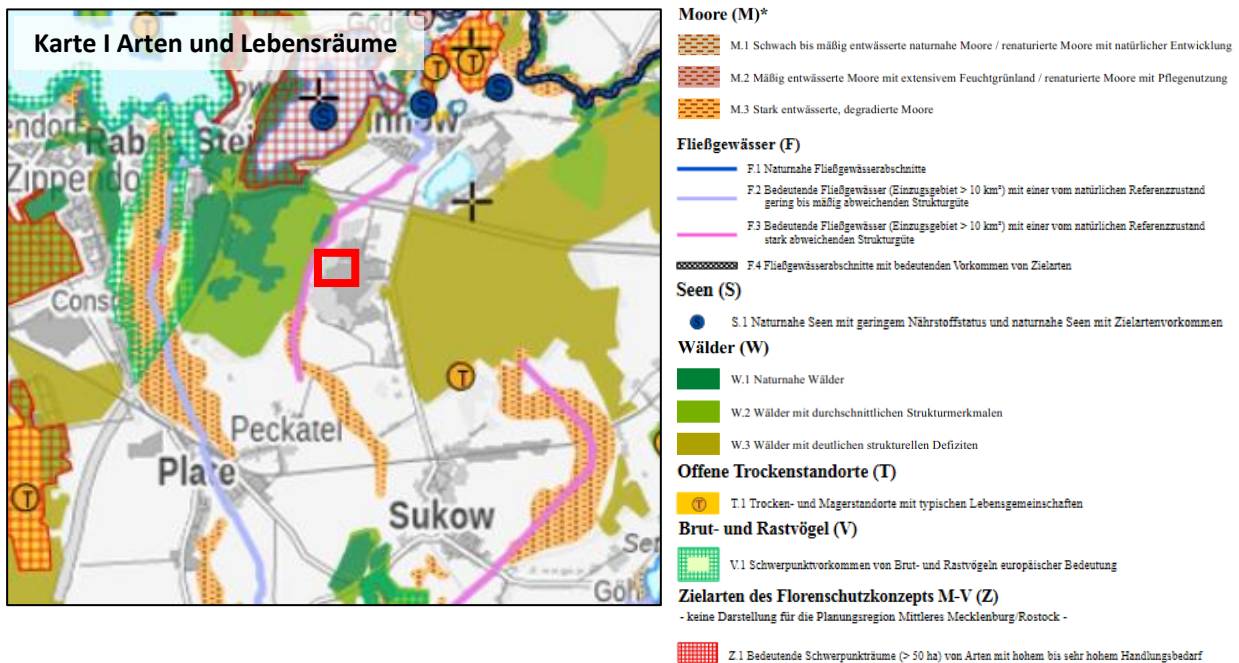 Karte I Arten und Lebensräume
Göde
endorf
Rab
Stei
Zippendo
Cons
Peckatel
Plate
Sukow
Göh
Moore (M)*
M.1 Schwach bis mäßig entwässerte naturnahe Moore / renaturierte Moore mit natürlicher Entwicklung
M.2 Mäßig entwässerte Moore mit extensivem Feuchtgrünland / renaturierte Moore mit Pflegenutzung
M.3 Stark entwässerte, degradierte Moore
Fließgewässer (F)
F.1 Naturnahe Fließgewässerabschnitte
F.2 Bedeutende Fließgewässer (Einzugsgebiet > 10 km²) mit einer vom natürlichen Referenzzustand
gering bis mäßig abweichenden Strukturgüte
F.3 Bedeutende Fließgewässer (Einzugsgebiet > 10 km²) mit einer vom natürlichen Referenzzustand
stark abweichenden Strukturgüte
F.4 Fließgewässerabschnitte mit bedeutenden Vorkommen von Zielarten
Seen (S)
S
S.1 Naturnahe Seen mit geringem Nährstoffstatus und naturnahe Seen mit Zielartenvorkommen
Wälder (W)
W.1 Naturnahe Wälder
W.2 Wälder mit durchschnittlichen Strukturmerkmalen
W.3 Wälder mit deutlichen strukturellen Defiziten
Offene Trockenstandorte (T)
T
T.1 Trocken- und Magerstandorte mit typischen Lebensgemeinschaften
Brut- und Rastvögel (V)
V.1 Schwerpunktvorkommen von Brut- und Rastvögeln europäischer Bedeutung
Zielarten des Florenschutzkonzepts M-V (Z)
- keine Darstellung für die Planungsregion Mittleres Mecklenburg/Rostock -
Z.1 Bedeutende Schwerpunkträume (> 50 ha) von Arten mit hohem bis sehr hohem Handlungsbedarf